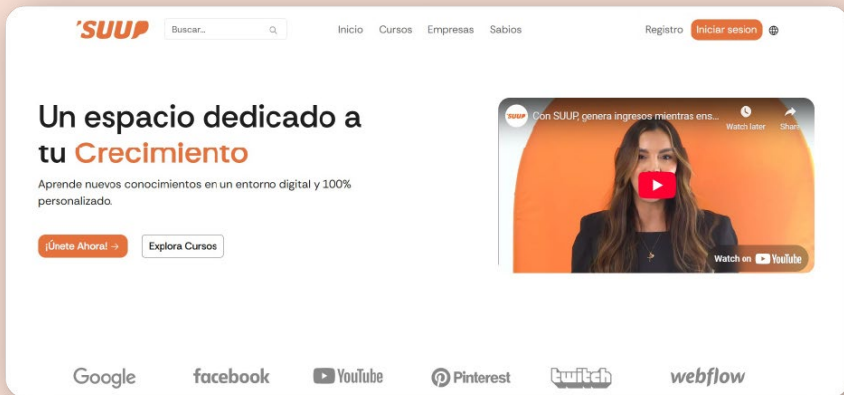 'SUUP
Buscar...
Inicio Cursos Empresas Sabios
Registro Iniciar sesion
Un espacio dedicado a
tu Crecimiento
Aprende nuevos conocimientos en un entorno digital y 100%
personalizado.
¡Únete Ahora! →
Explora Cursos
'SUUP
Con SUUP, genera ingresos mientras ens...
Watch later
Share
Watch on YouTube
Google
facebook
YouTube
Pinterest
twitch
webflow